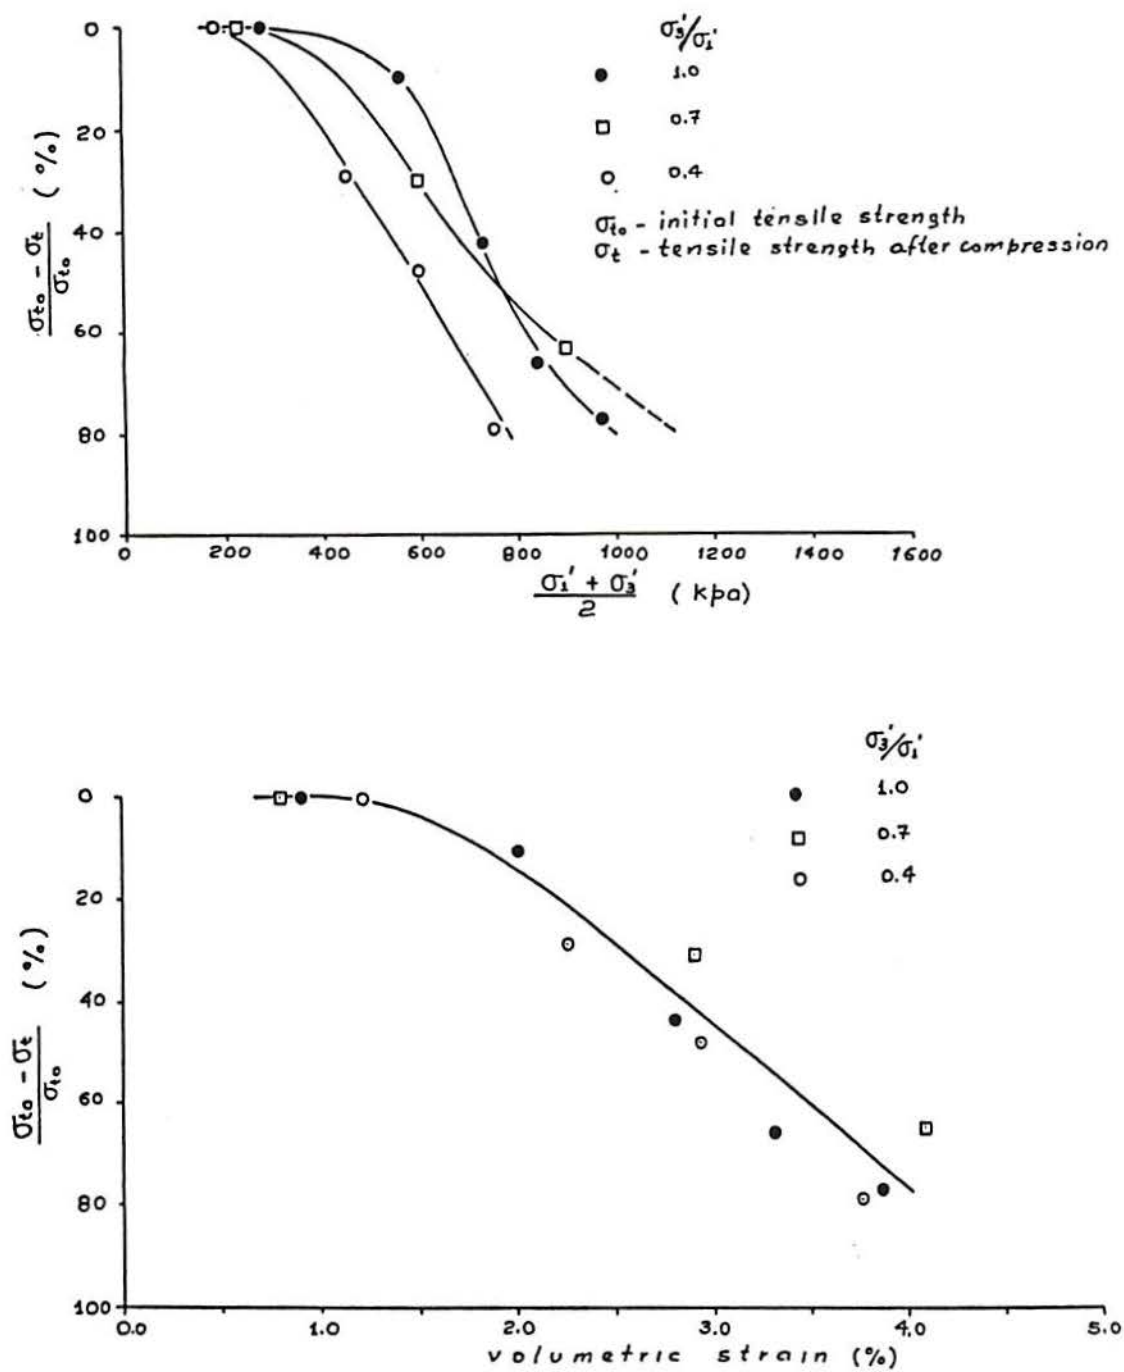 σ₃'/σ₁'
1.0
0.7
0.4
σto - initial tensile strength
σt - tensile strength after compression
σto - σt / σto (%)
0
20
40
60
80
100
0 200 400 600 800 1000 1200 1400 1600
σ₁' + σ₃' / 2 (kpa)
σ₃'/σ₁'
1.0
0.7
0.4
σto - σt / σto (%)
0
20
40
60
80
100
0.0 1.0 2.0 3.0 4.0 5.0
volumetric strain (%)